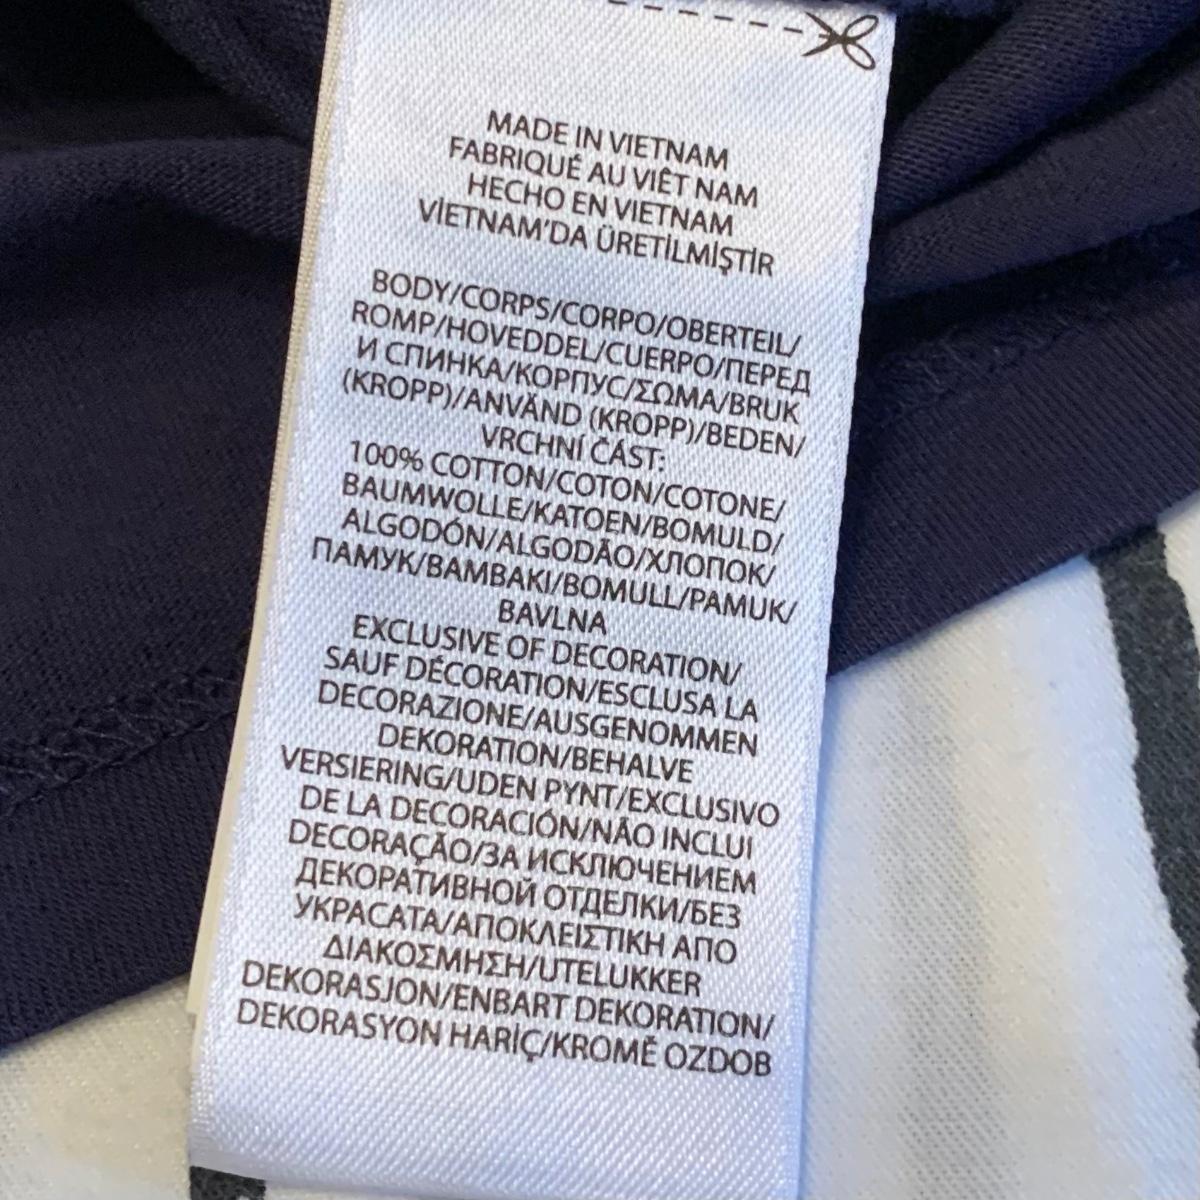 MADE IN VIETNAM
FABRIQUÉ AU VIÊT NAM
HECHO EN VIETNAM
VİETNAM'DA ÜRETİLMİŞTİR
BODY/CORPS/CORPO/OBERTEIL/
ROMP/HOVEDDEL/CUERPO/ПЕРЕД
И СПИНКА/КОРПУС/ΣΩΜΑ/BRUK
(KROPP)/ANVÄND (KROPP)/BEDEN/
VRCHNÍ ČÁST:
100% COTTON/COTON/COTONE/
BAUMWOLLE/KATOEN/BOMULD/
ALGODÓN/ALGODÃO/ХЛОПОК/
ПАМУК/ΒΑΜΒΑΚΙ/BOMULL/PAMUK/
BAVLNA
EXCLUSIVE OF DECORATION/
SAUF DÉCORATION/ESCLUSA LA
DECORAZIONE/AUSGENOMMEN
DEKORATION/BEHALVE
VERSIERING/UDEN PYNT/EXCLUSIVO
DE LA DECORACIÓN/NÃO INCLUI
DECORAÇÃO/ЗА ИСКЛЮЧЕНИЕМ
ДЕКОРАТИВНОЙ ОТДЕЛКИ/БЕЗ
УКРАСАТА/ΑΠΟΚΛΕΙΣΤΙΚΗ ΑΠΟ
ΔΙΑΚΟΣΜΗΣΗ/UTELUKKER
DEKORASJON/ENBART DEKORATION/
DEKORASYON HARİÇ/KROMĚ OZDOB